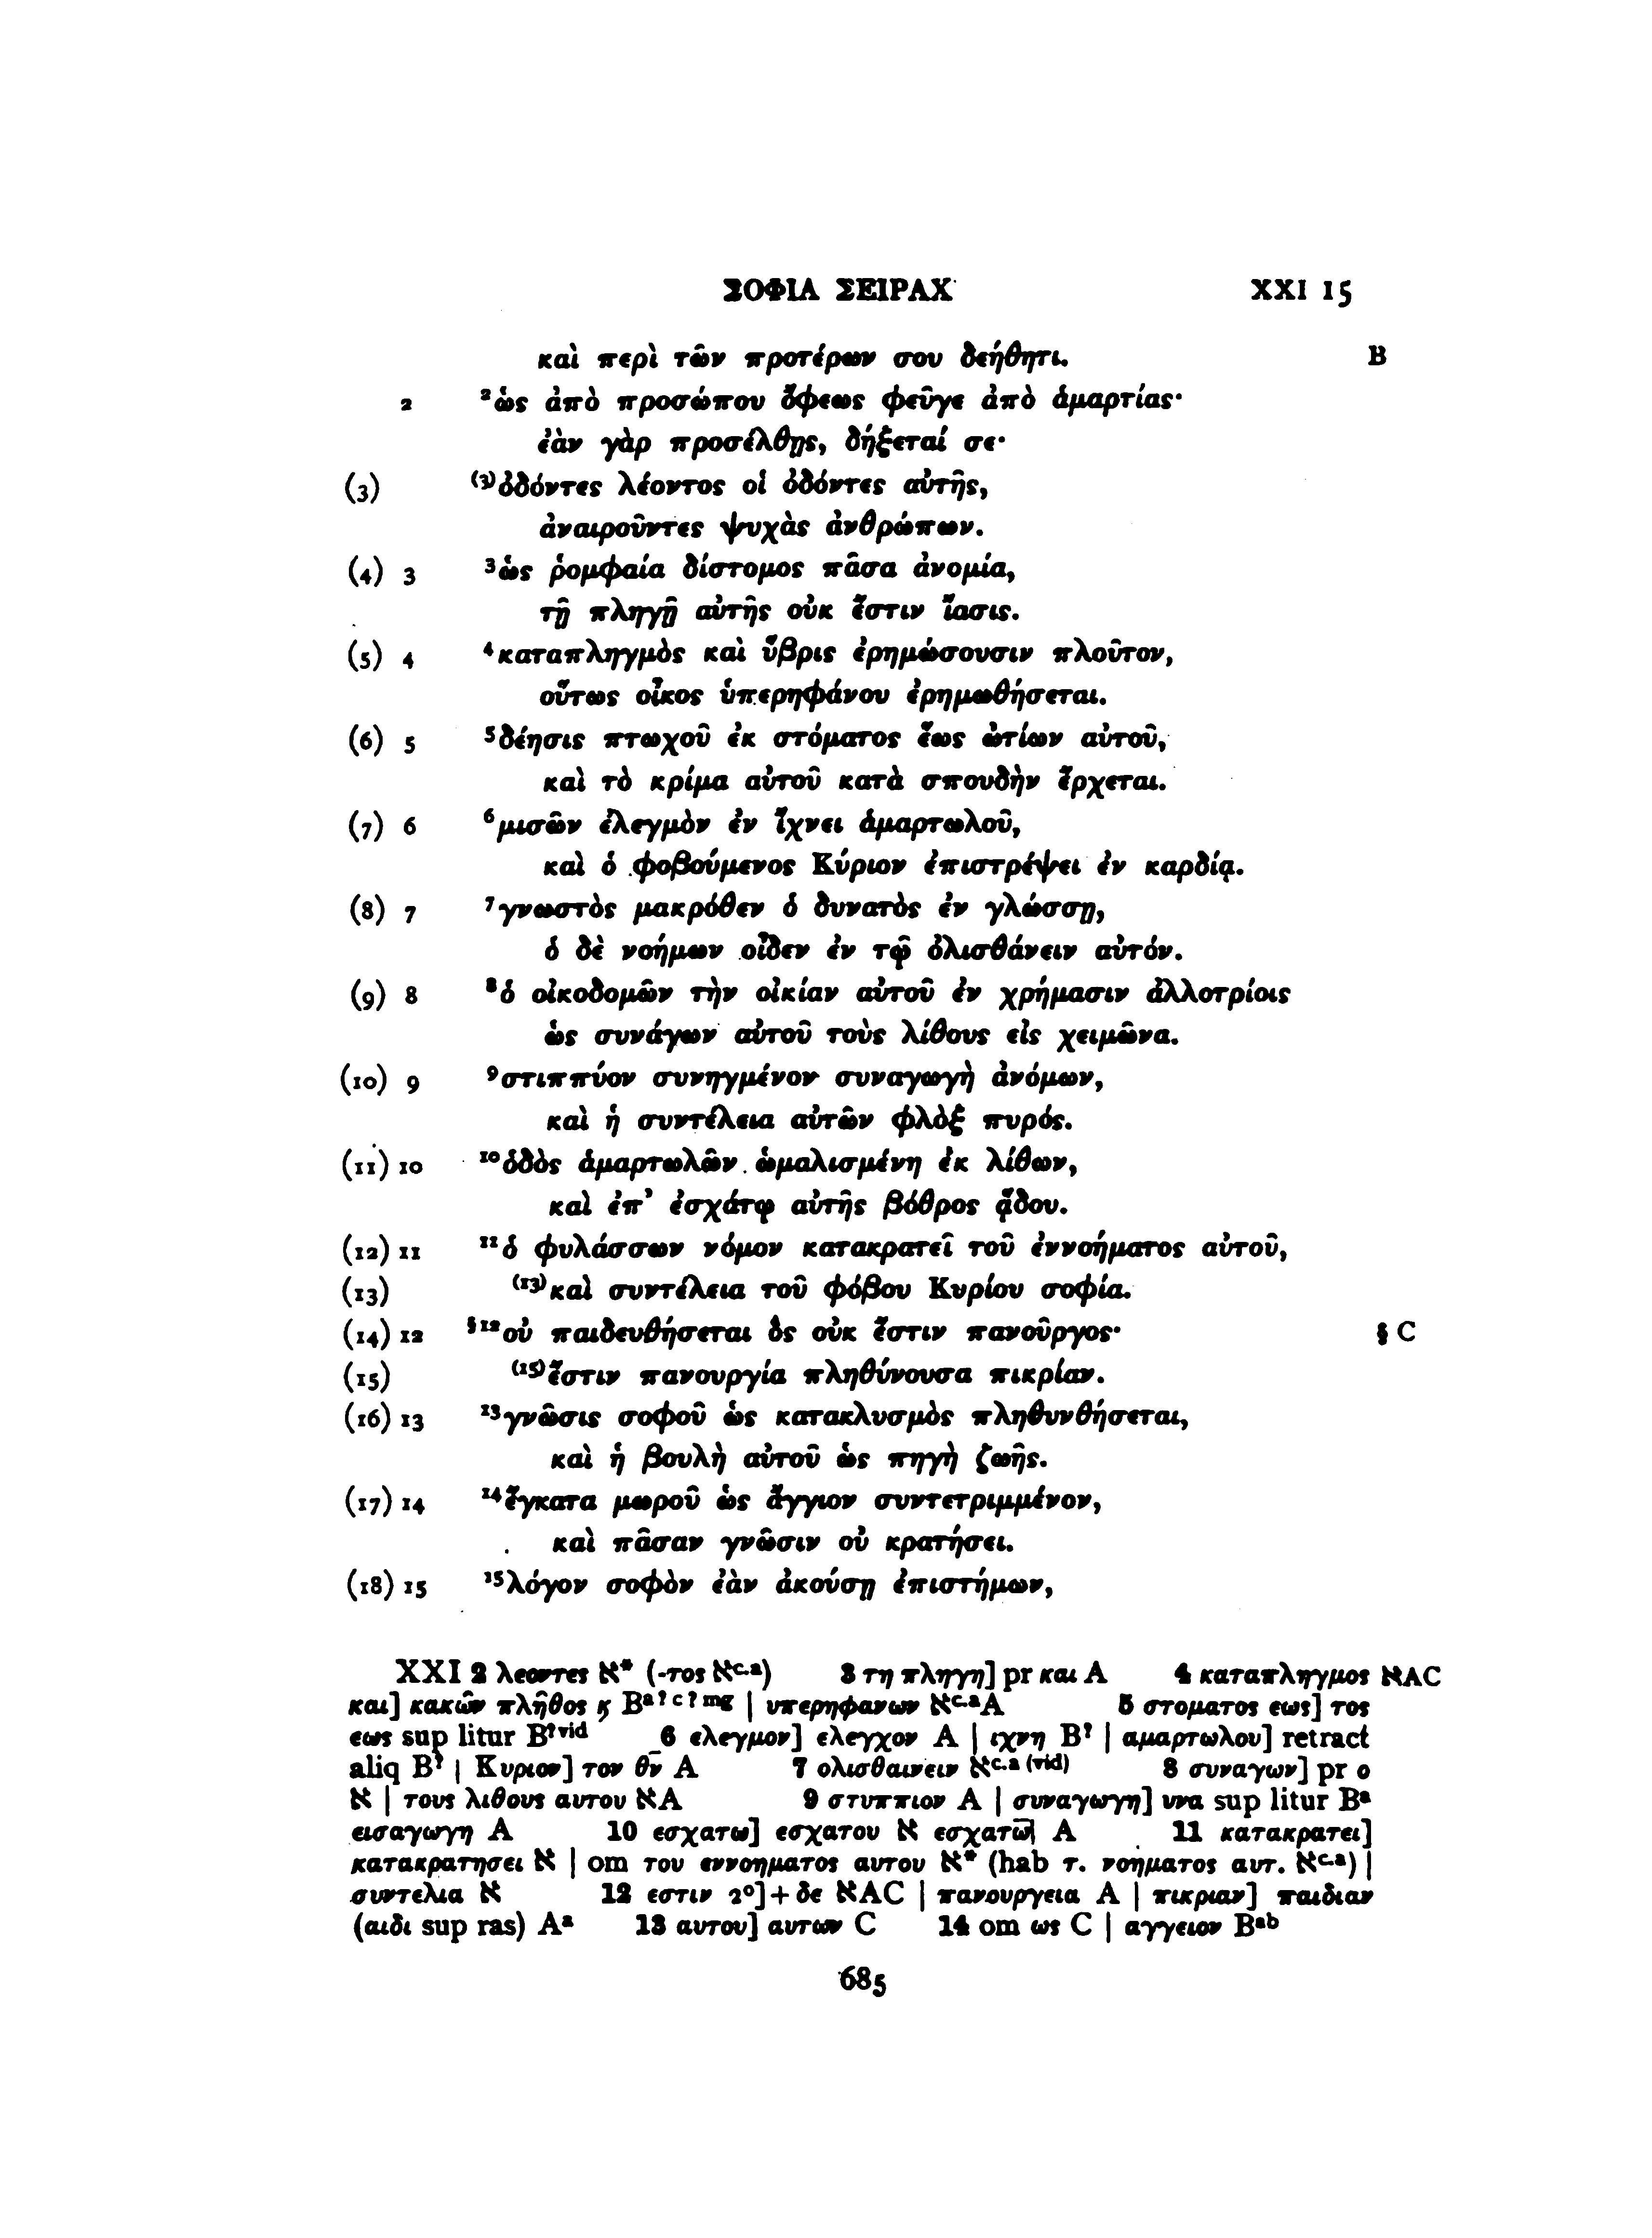 ΣΟΦΙΑ ΣΕΙΡΑΧ XXI 15
καὶ περὶ τῶν προτέρων σου δεήθητι. B
2 ²ὡς ἀπὸ προσώπου ὄφεως φεῦγε ἀπὸ ἁμαρτίας·
ἐὰν γὰρ προσέλθῃς, δήξεταί σε·
(3) ⁽³⁾ὀδόντες λέοντος οἱ ὀδόντες αὐτῆς,
ἀναιροῦντες ψυχὰς ἀνθρώπων.
(4) 3 ³ὡς ῥομφαία δίστομος πᾶσα ἀνομία,
τῇ πληγῇ αὐτῆς οὐκ ἔστιν ἴασις.
(5) 4 ⁴καταπληγμὸς καὶ ὕβρις ἐρημώσουσιν πλοῦτον,
οὕτως οἶκος ὑπερηφάνου ἐρημωθήσεται.
(6) 5 ⁵δέησις πτωχοῦ ἐκ στόματος ἕως ὠτίων αὐτοῦ,
καὶ τὸ κρίμα αὐτοῦ κατὰ σπουδὴν ἔρχεται.
(7) 6 ⁶μισῶν ἐλεγμὸν ἐν ἴχνει ἁμαρτωλοῦ,
καὶ ὁ φοβούμενος Κύριον ἐπιστρέψει ἐν καρδίᾳ.
(8) 7 ⁷γνωστὸς μακρόθεν ὁ δυνατὸς ἐν γλώσσῃ,
ὁ δὲ νοήμων οἶδεν ἐν τῷ ὀλισθάνειν αὐτόν.
(9) 8 ⁸ὁ οἰκοδομῶν τὴν οἰκίαν αὐτοῦ ἐν χρήμασιν ἀλλοτρίοις
ὡς συνάγων αὐτοῦ τοὺς λίθους εἰς χειμῶνα.
(10) 9 ⁹στιππύον συνηγμένον συναγωγὴ ἀνόμων,
καὶ ἡ συντέλεια αὐτῶν φλὸξ πυρός.
(11) 10 ¹⁰ὁδὸς ἁμαρτωλῶν ὡμαλισμένη ἐκ λίθων,
καὶ ἐπ’ ἐσχάτῳ αὐτῆς βόθρος ᾅδου.
(12) 11 ¹¹ὁ φυλάσσων νόμον κατακρατεῖ τοῦ ἐννοήματος αὐτοῦ,
(13) ⁽¹³⁾καὶ συντέλεια τοῦ φόβου Κυρίου σοφία.
(14) 12 §¹²οὐ παιδευθήσεται ὃς οὐκ ἔστιν πανοῦργος· § C
(15) ⁽¹⁵⁾ἔστιν πανουργία πληθύνουσα πικρίαν.
(16) 13 ¹³γνῶσις σοφοῦ ὡς κατακλυσμὸς πληθυνθήσεται,
καὶ ἡ βουλὴ αὐτοῦ ὡς πηγὴ ζωῆς.
(17) 14 ¹⁴ἔγκατα μωροῦ ὡς ἄγγιον συντετριμμένον,
καὶ πᾶσαν γνῶσιν οὐ κρατήσει.
(18) 15 ¹⁵λόγον σοφὸν ἐὰν ἀκούσῃ ἐπιστήμων,
XXI 2 λεοντες ℵ* (-τος ℵc.a) 3 τη πληγη] pr και A 4 καταπληγμος ℵAC
και] κακῶν πλῆθος ϗ Ba?c?mg | υπερηφανων ℵc.aA 5 στοματος εως] τος
εως sup litur B?vid 6 ελεγμον] ελεγχον A | ιχνη B? | αμαρτωλου] retract
aliq B? | Κυριον] τον θν̄ A 7 ολισθαινειν ℵc.a (vid) 8 συναγων] pr ο
ℵ | τους λιθους αυτου ℵA 9 στυππιον A | συναγωγη] υνα sup litur Ba
εισαγωγη A 10 εσχατω] εσχατου ℵ εσχατω̄ A 11 κατακρατει]
κατακρατησει ℵ | om του εννοηματος αυτου ℵ* (hab τ. νοηματος αυτ. ℵc.a) |
συντελια ℵ 12 εστιν 2º]+δε ℵAC | πανουργεια A | πικριαν] παιδιαν
(αιδι sup ras) Aa 13 αυτου] αυτων C 14 om ως C | αγγειον Bab
685